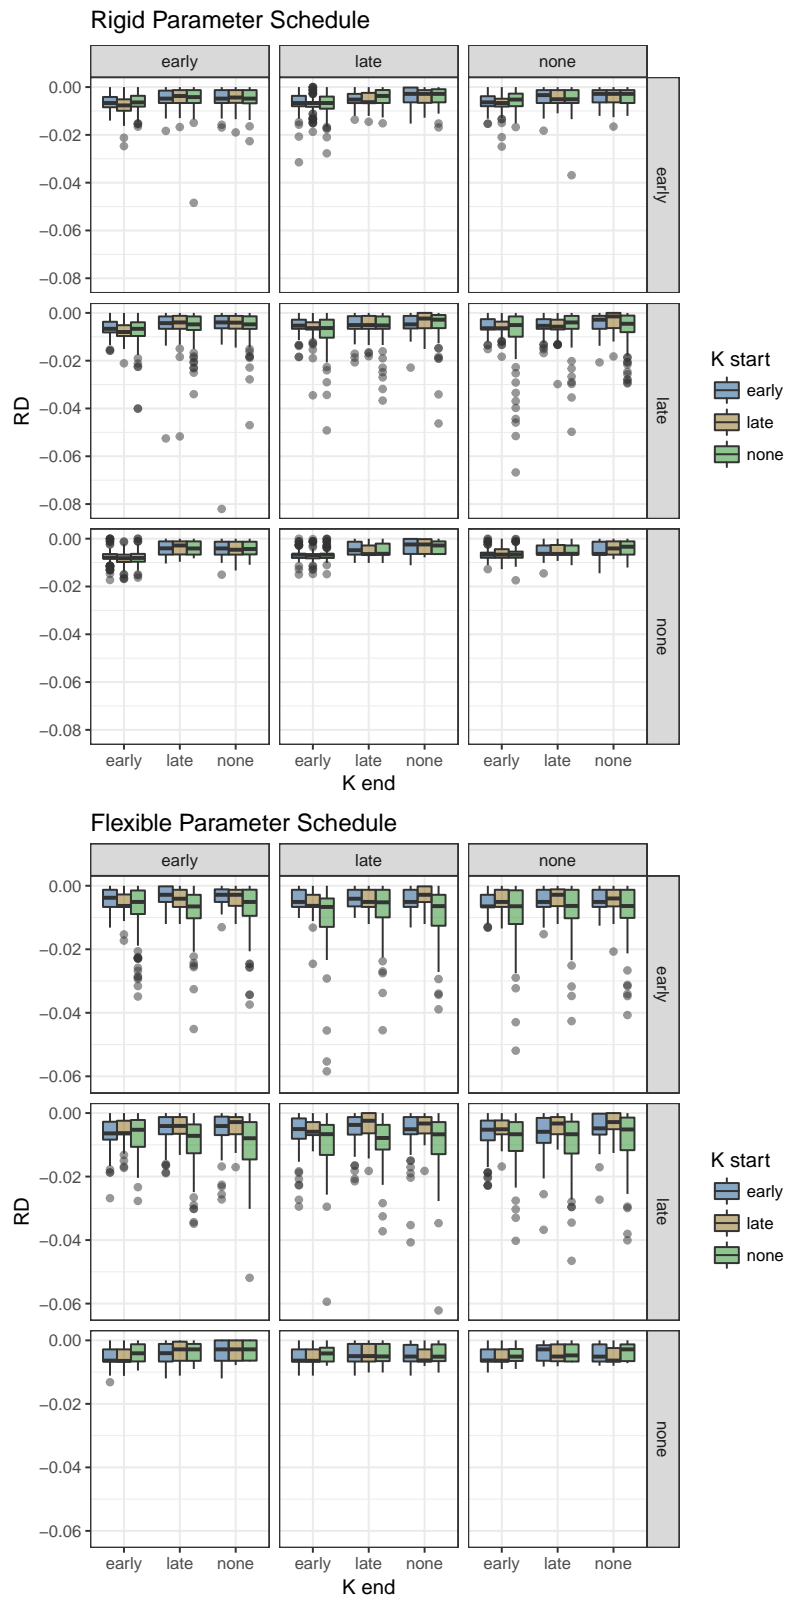 Rigid Parameter Schedule
early late none
0.00
−0.02
−0.04
−0.06
−0.08
early
0.00
−0.02
−0.04
−0.06
−0.08
late
0.00
−0.02
−0.04
−0.06
−0.08
none
RD
early late none early late none early late none
K end
K start
early
late
none
Flexible Parameter Schedule
early late none
0.00
−0.02
−0.04
−0.06
early
0.00
−0.02
−0.04
−0.06
late
0.00
−0.02
−0.04
−0.06
none
RD
early late none early late none early late none
K end
K start
early
late
none